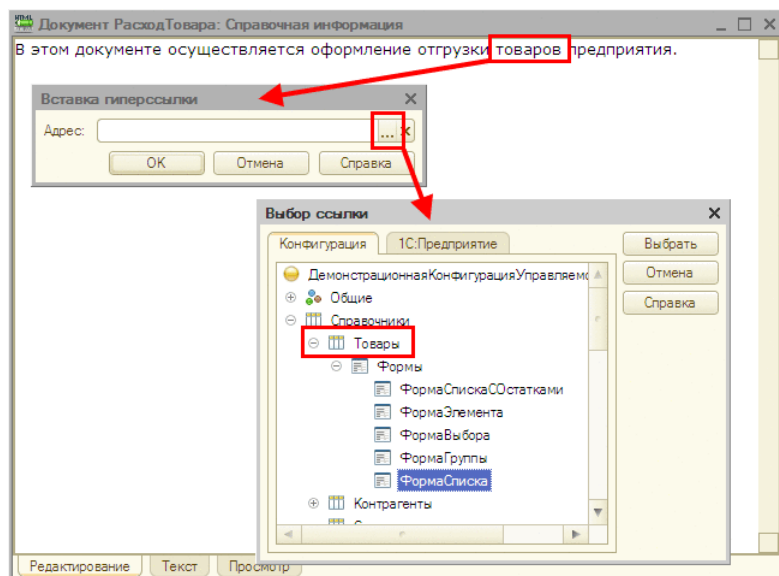 Документ РасходТовара: Справочная информация
В этом документе осуществляется оформление отгрузки товаров предприятия.
Вставка гиперссылки
Адрес:
...
ОК Отмена Справка
Выбор ссылки
Конфигурация 1С:Предприятие
Выбрать
Отмена
Справка
ДемонстрационнаяКонфигурацияУправляемо
Общие
Справочники
Товары
Формы
ФормаСпискаСОстатками
ФормаЭлемента
ФормаВыбора
ФормаГруппы
ФормаСписка
Контрагенты
Редактирование Текст Просмотр